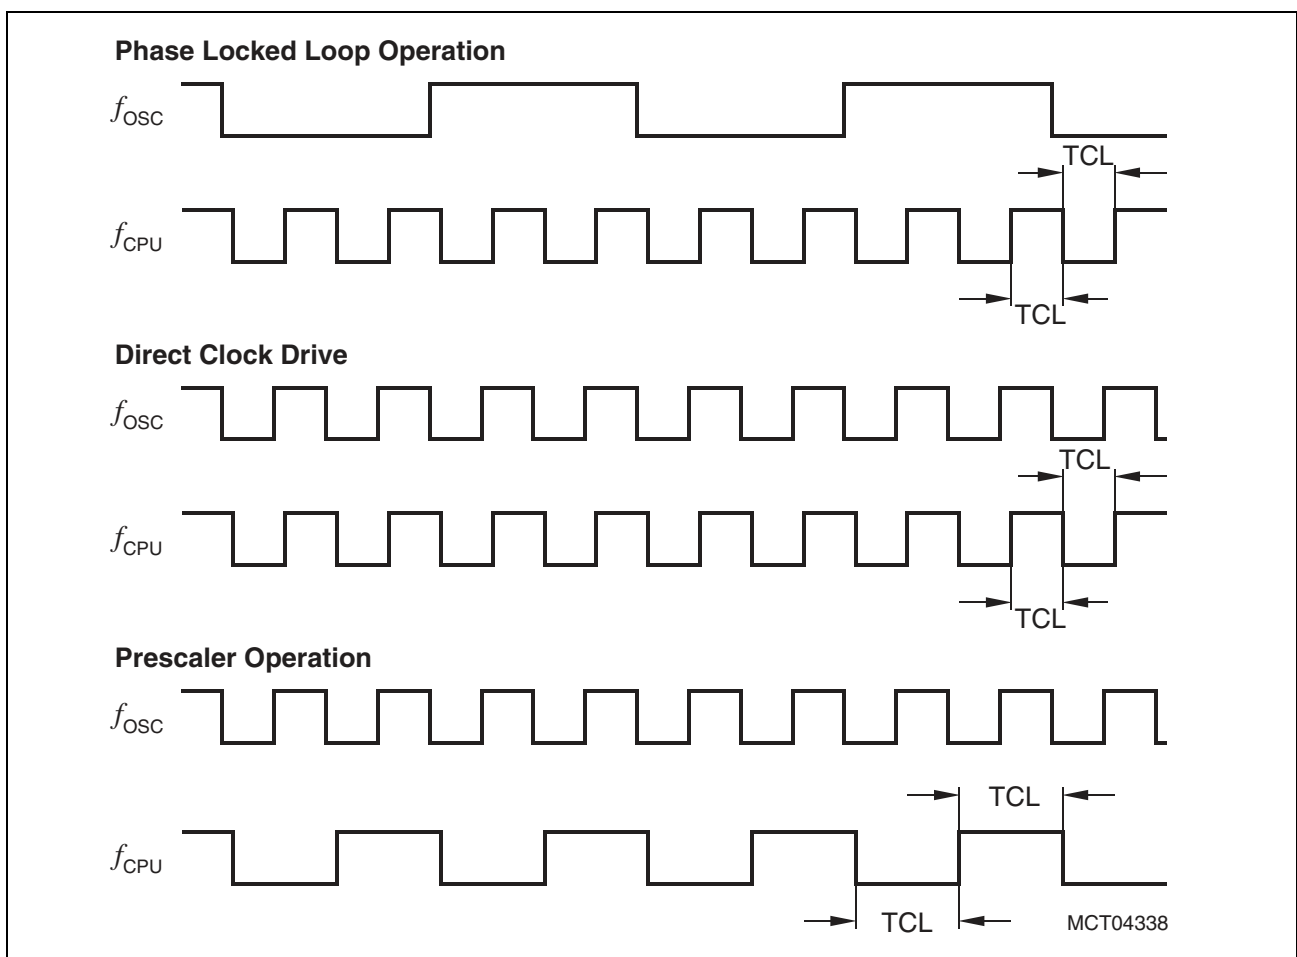 Phase Locked Loop Operation
fOSC
TCL
fCPU
TCL
Direct Clock Drive
fOSC
TCL
fCPU
TCL
Prescaler Operation
fOSC
TCL
fCPU
TCL
MCT04338